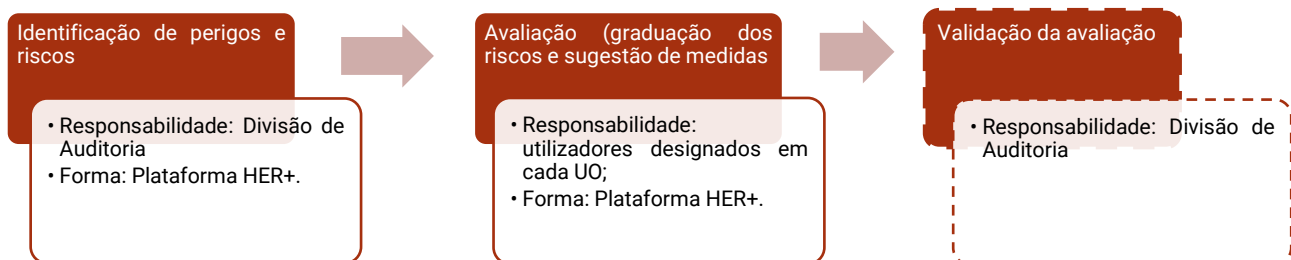 Identificação de perigos e
riscos
• Responsabilidade: Divisão de
Auditoria
• Forma: Plataforma HER+.
Avaliação (graduação dos
riscos e sugestão de medidas
• Responsabilidade:
utilizadores designados em
cada UO;
• Forma: Plataforma HER+.
Validação da avaliação
• Responsabilidade: Divisão de
Auditoria